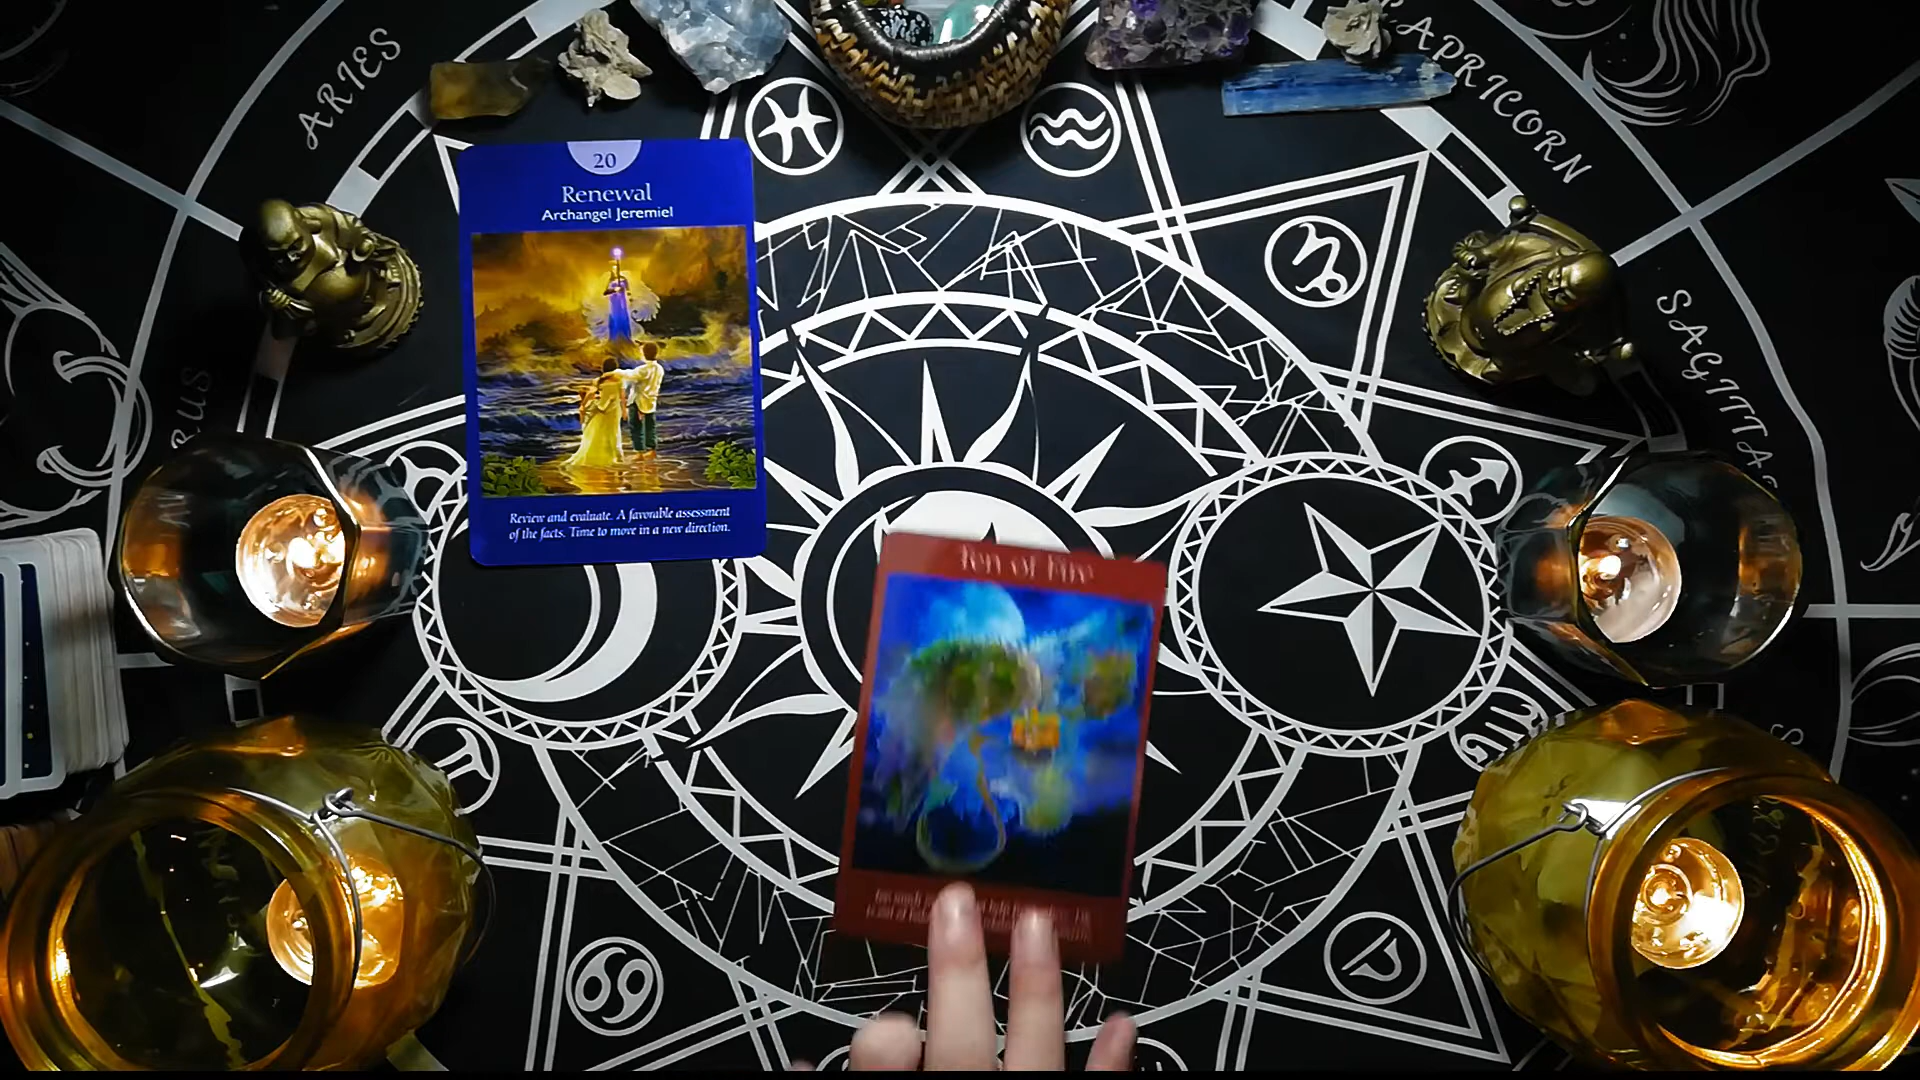 ARIES
CAPRICORN
20
Renewal
Archangel Jeremiel
SAGITTA
RUS
Review and evaluate. A favorable assessment
of the facts. Time to move in a new direction.
Ten of Fire